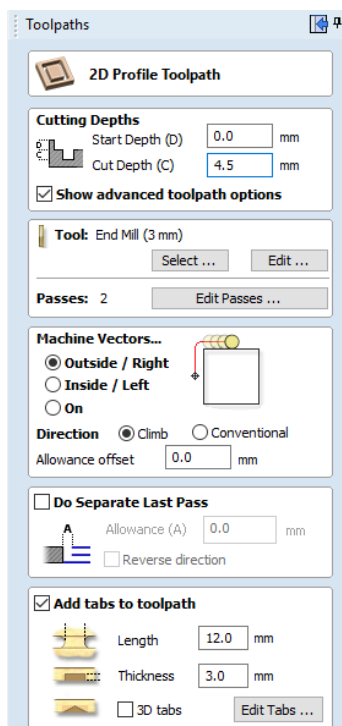 Toolpaths
2D Profile Toolpath
Cutting Depths
Start Depth (D) 0.0 mm
D
C
Cut Depth (C) 4.5 mm
Show advanced toolpath options
Tool: End Mill (3 mm)
Select ... Edit ...
Passes: 2 Edit Passes ...
Machine Vectors...
Outside / Right
Inside / Left
On
Direction Climb Conventional
Allowance offset 0.0 mm
Do Separate Last Pass
A Allowance (A) 0.0 mm
Reverse direction
Add tabs to toolpath
Length 12.0 mm
Thickness 3.0 mm
3D tabs Edit Tabs ...